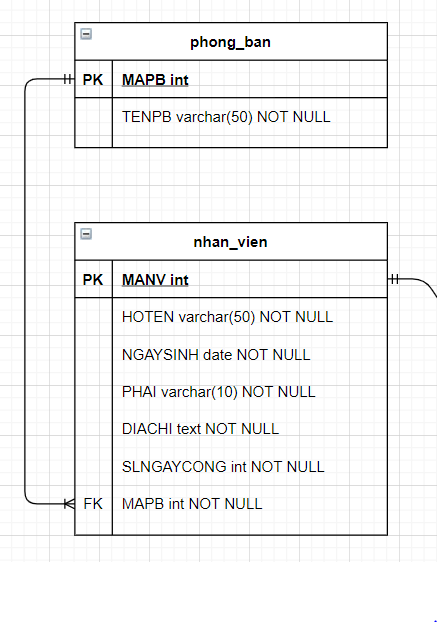 phong_ban
PK MAPB int
TENPB varchar(50) NOT NULL
nhan_vien
PK MANV int
HOTEN varchar(50) NOT NULL
NGAYSINH date NOT NULL
PHAI varchar(10) NOT NULL
DIACHI text NOT NULL
SLNGAYCONG int NOT NULL
FK MAPB int NOT NULL